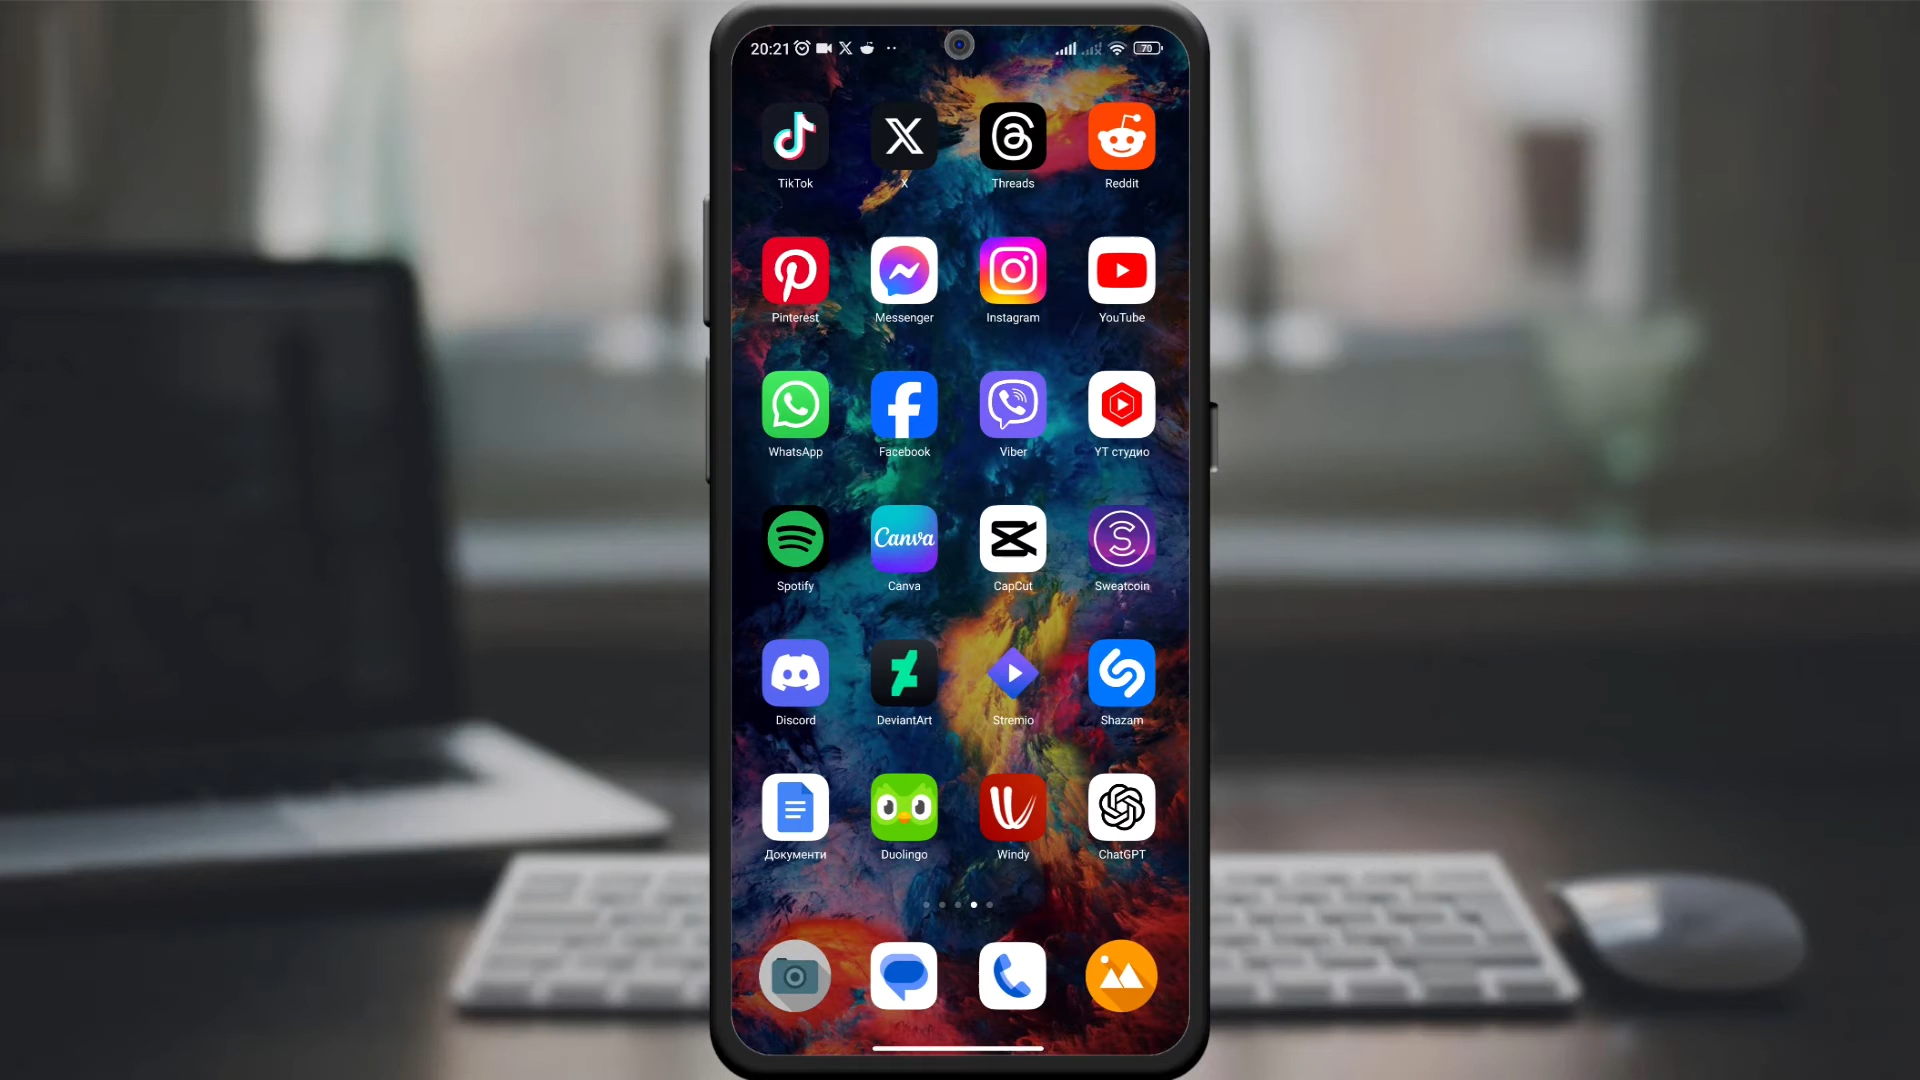 20:21 70
TikTok X Threads Reddit
Pinterest Messenger Instagram YouTube
WhatsApp Facebook Viber YT студио
Canva
Spotify Canva CapCut Sweatcoin
Discord DeviantArt Stremio Shazam
Документи Duolingo Windy ChatGPT